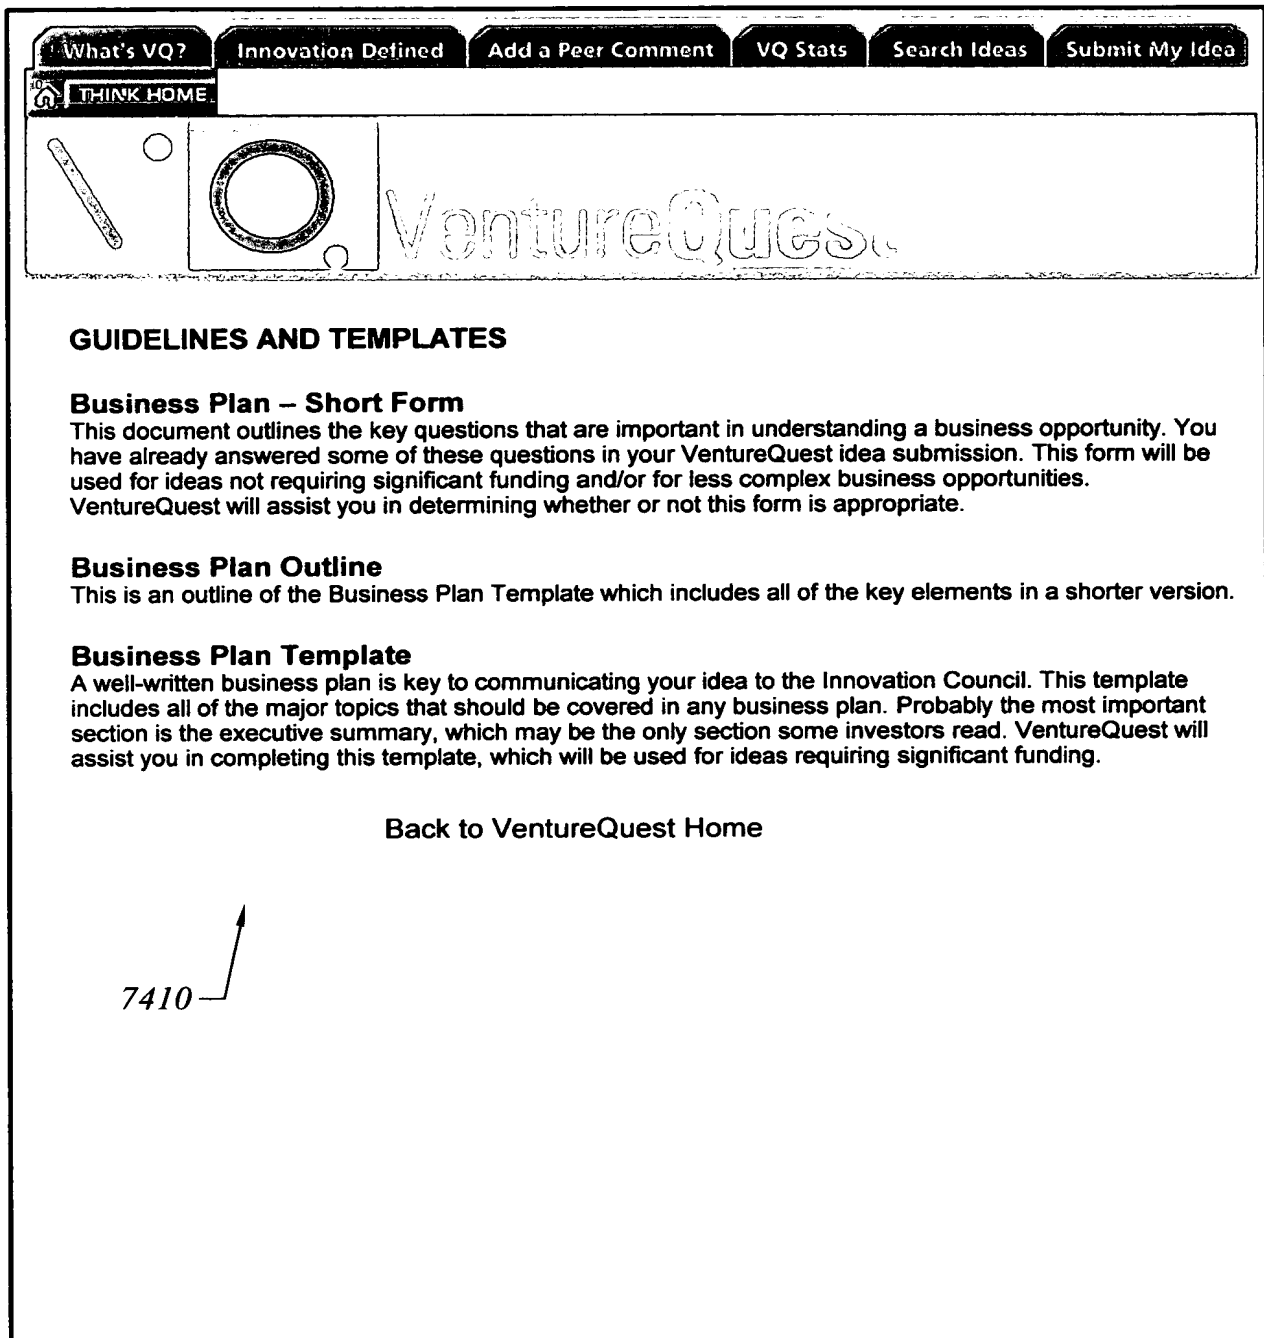 What's VQ? Innovation Defined Add a Peer Comment VQ Stats Search Ideas Submit My Idea
THINK HOME
VentureQuest
GUIDELINES AND TEMPLATES
Business Plan – Short Form
This document outlines the key questions that are important in understanding a business opportunity. You
have already answered some of these questions in your VentureQuest idea submission. This form will be
used for ideas not requiring significant funding and/or for less complex business opportunities.
VentureQuest will assist you in determining whether or not this form is appropriate.
Business Plan Outline
This is an outline of the Business Plan Template which includes all of the key elements in a shorter version.
Business Plan Template
A well-written business plan is key to communicating your idea to the Innovation Council. This template
includes all of the major topics that should be covered in any business plan. Probably the most important
section is the executive summary, which may be the only section some investors read. VentureQuest will
assist you in completing this template, which will be used for ideas requiring significant funding.
Back to VentureQuest Home
7410